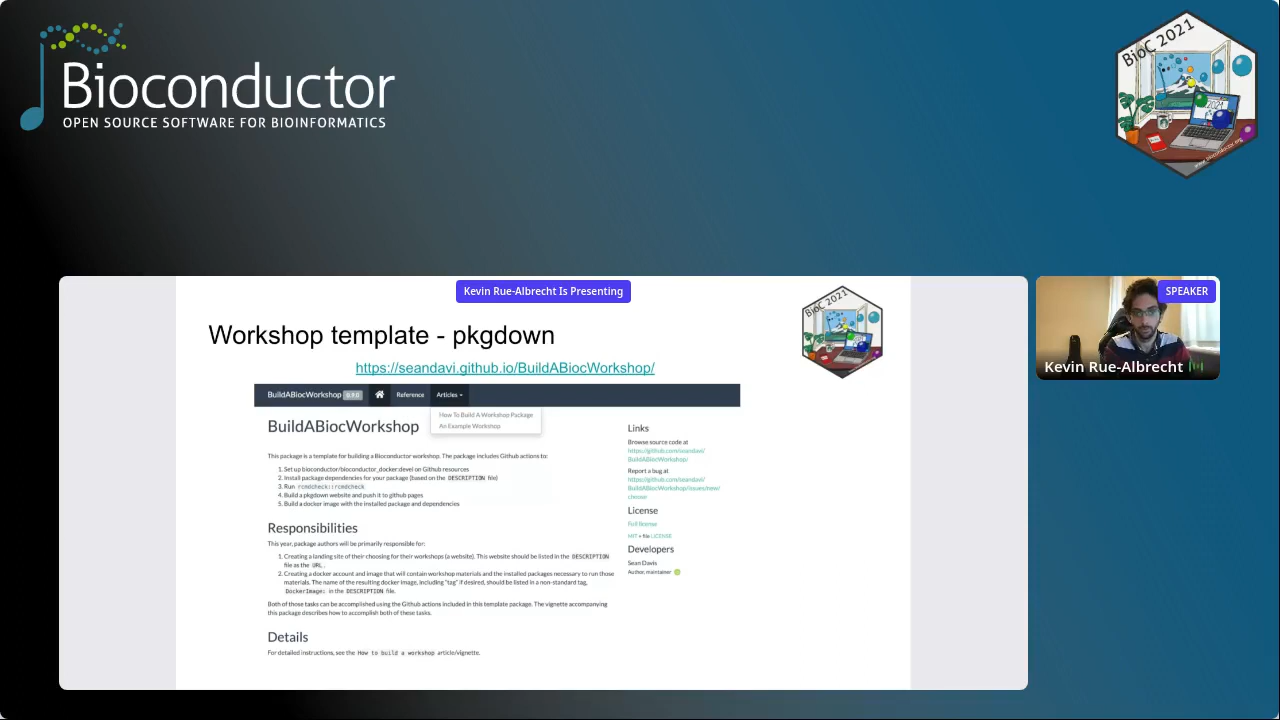 Bioconductor
OPEN SOURCE SOFTWARE FOR BIOINFORMATICS
BioC 2021
www.bioconductor.org
Kevin Rue-Albrecht Is Presenting
SPEAKER
Kevin Rue-Albrecht
Workshop template - pkgdown
BioC 2021
https://seandavi.github.io/BuildABiocWorkshop/
BuildABiocWorkshop 0.9.0 Reference Articles
How To Build A Workshop Package
An Example Workshop
BuildABiocWorkshop
This package is a template for building a Bioconductor workshop. The package includes Github actions to:
1. Set up bioconductor/bioconductor_docker:devel on Github resources
2. Install package dependencies for your package (based on the DESCRIPTION file)
3. Run rcmdcheck::rcmdcheck
4. Build a pkgdown website and push it to github pages
5. Build a docker image with the installed package and dependencies
Responsibilities
This year, package authors will be primarily responsible for:
1. Creating a landing site of their choosing for their workshops (a website). This website should be listed in the DESCRIPTION
file as the URL.
2. Creating a docker account and image that will contain workshop materials and the installed packages necessary to run those
materials. The name of the resulting docker image, including "tag" if desired, should be listed in a non-standard tag,
DockerImage: in the DESCRIPTION file.
Both of those tasks can be accomplished using the Github actions included in this template package. The vignette accompanying
this package describes how to accomplish both of these tasks.
Details
For detailed instructions, see the How to build a workshop article/vignette.
Links
Browse source code at
https://github.com/seandavi/
BuildABiocWorkshop/
Report a bug at
https://github.com/seandavi/
BuildABiocWorkshop/issues/new/
choose
License
Full license
MIT + file LICENSE
Developers
Sean Davis
Author, maintainer